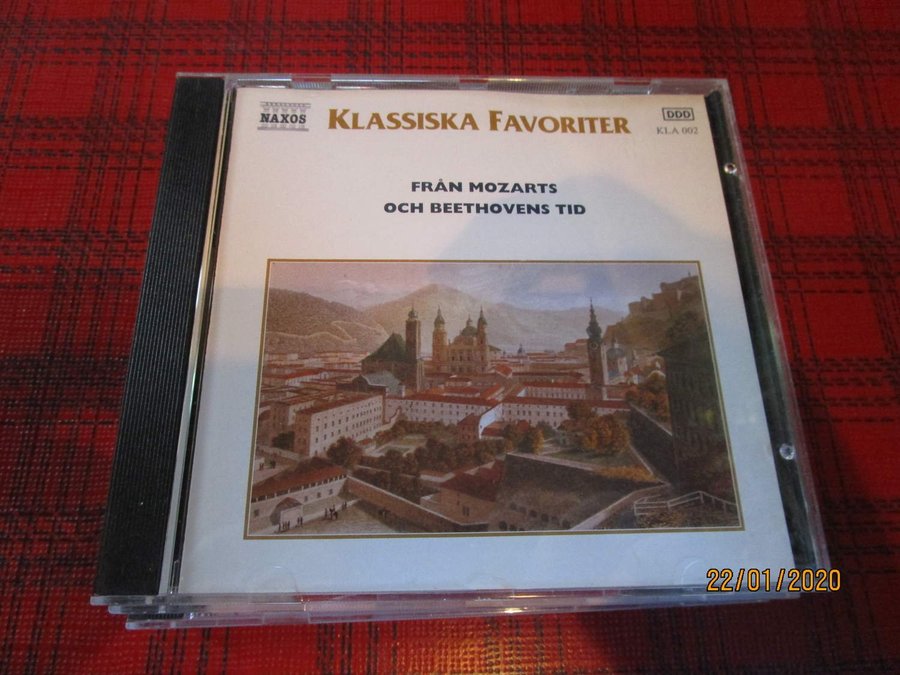 NAXOS
KLASSISKA FAVORITER
DDD
KLA 002
FRÅN MOZARTS
OCH BEETHOVENS TID
22/01/2020